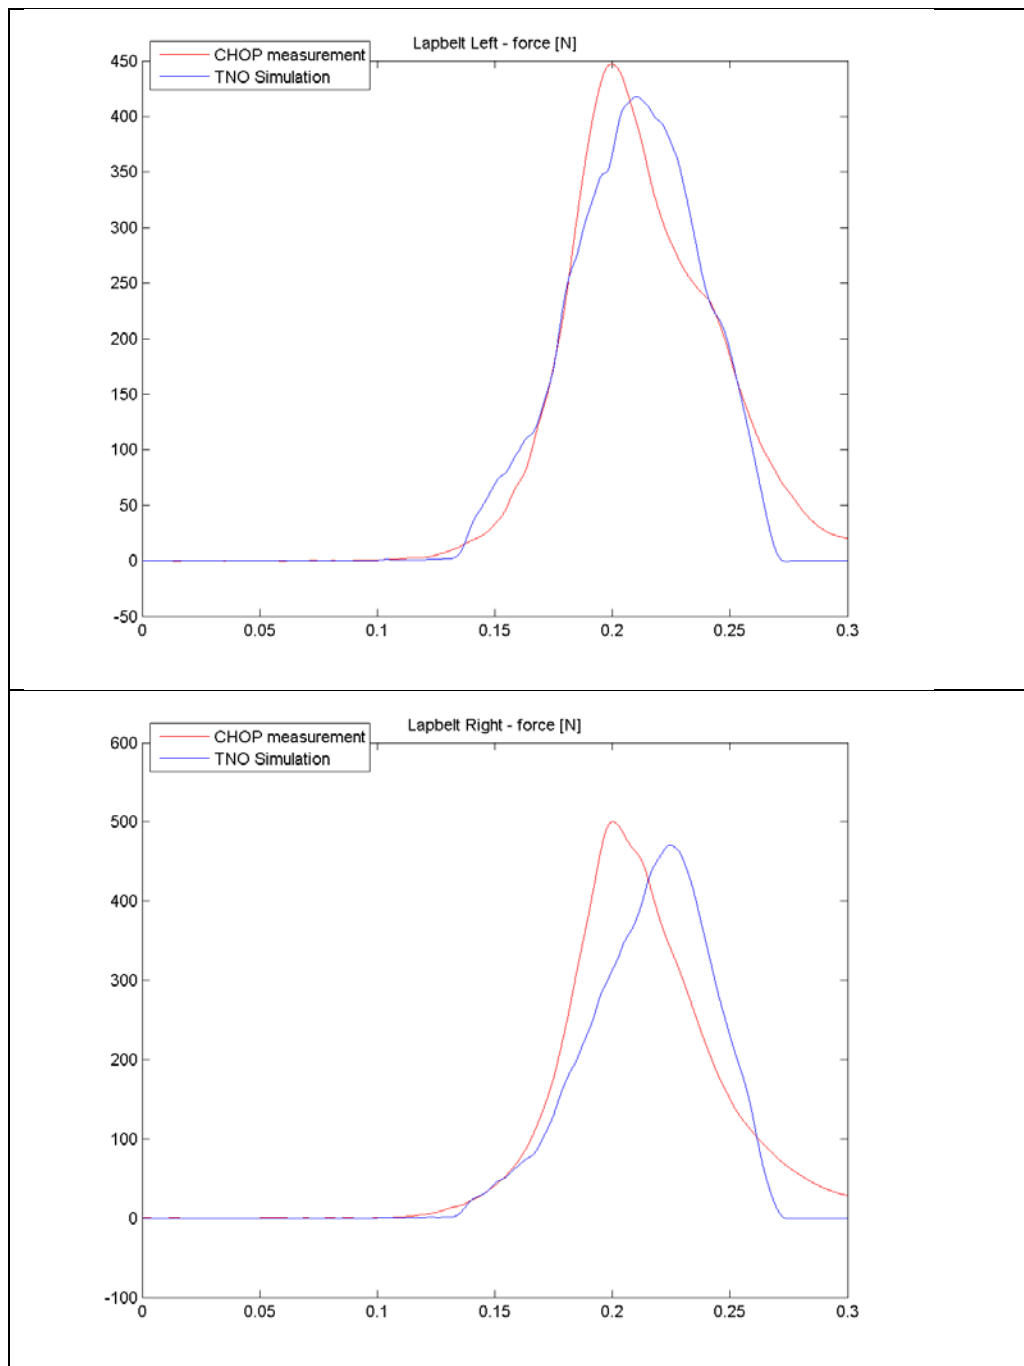 Lapbelt Left - force [N]
CHOP measurement
TNO Simulation
450
400
350
300
250
200
150
100
50
0
-50
0 0.05 0.1 0.15 0.2 0.25 0.3
Lapbelt Right - force [N]
CHOP measurement
TNO Simulation
600
500
400
300
200
100
0
-100
0 0.05 0.1 0.15 0.2 0.25 0.3